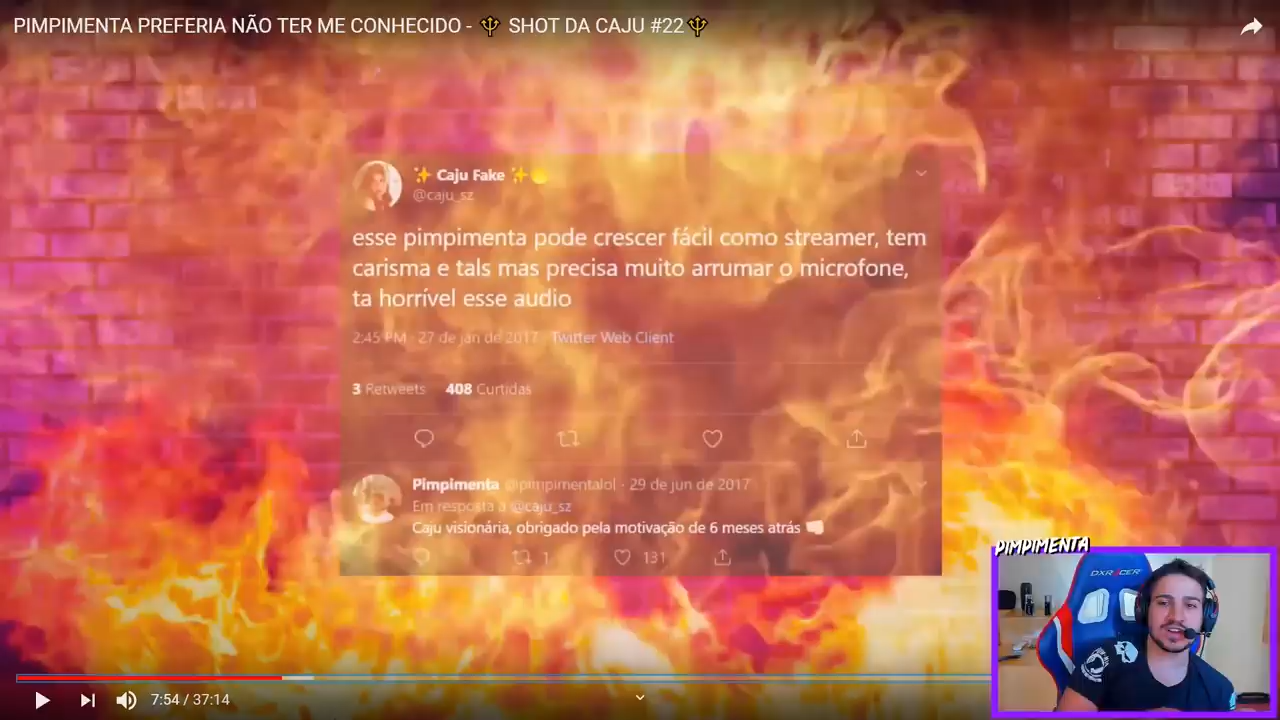 PIMPIMENTA PREFERIA NÃO TER ME CONHECIDO - 🔱 SHOT DA CAJU #22🔱
✨ Caju Fake ✨
@caju_sz
esse pimpimenta pode crescer fácil como streamer, tem
carisma e tals mas precisa muito arrumar o microfone,
ta horrível esse audio
2:45 PM · 27 de jan de 2017 · Twitter Web Client
3 Retweets 408 Curtidas
Pimpimenta @pimpimentalol · 29 de jun de 2017
Em resposta a @caju_sz
Caju visionária, obrigado pela motivação de 6 meses atrás
1 131
PIMPIMENTA
DXRACER
7:54 / 37:14